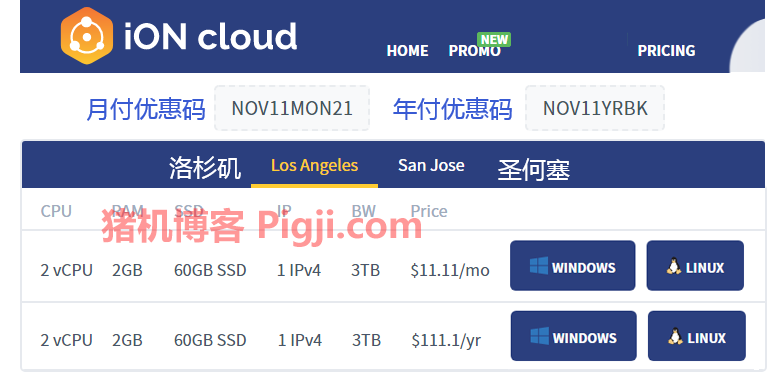 iON cloud
HOME PROMO NEW PRICING
月付优惠码 NOV11MON21 年付优惠码 NOV11YRBK
洛杉矶 Los Angeles San Jose 圣何塞
CPU RAM SSD IP BW Price
猪机博客 Pigji.com
2 vCPU 2GB 60GB SSD 1 IPv4 3TB $11.11/mo WINDOWS LINUX
2 vCPU 2GB 60GB SSD 1 IPv4 3TB $111.1/yr WINDOWS LINUX